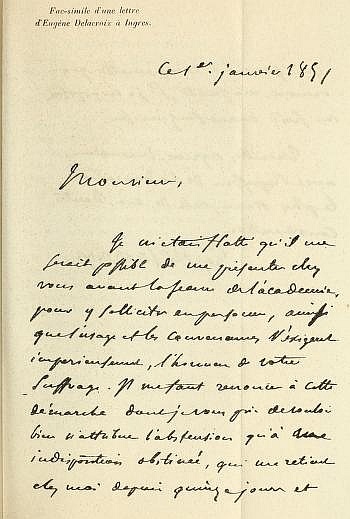 Fac-simile d'une lettre
d'Eugène Delacroix à Ingres.
Ce 1er. janvier 1851
Monsieur,
Je m'étais flatté qu'il me
serait possible de me présenter chez
vous avant la séance de l'académie,
pour y solliciter en personne, ainsi
que l'usage et les convenances l'exigent
impérieusement, l'honneur de votre
suffrage. Il me faut renoncer à cette
démarche dont je vous prie de vouloir
bien n'attribuer l'abstension qu'à une
indisposition obstinée, qui me retient
chez moi depuis quinze jours et